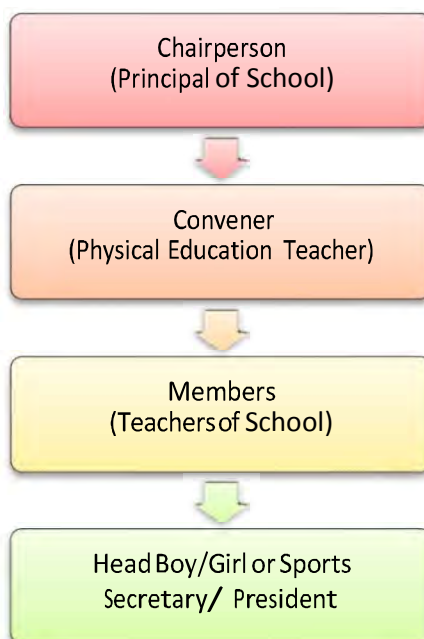 Chairperson
(Principal of School)
Convener
(Physical Education Teacher)
Members
(Teachers of School)
Head Boy/Girl or Sports
Secretary/ President